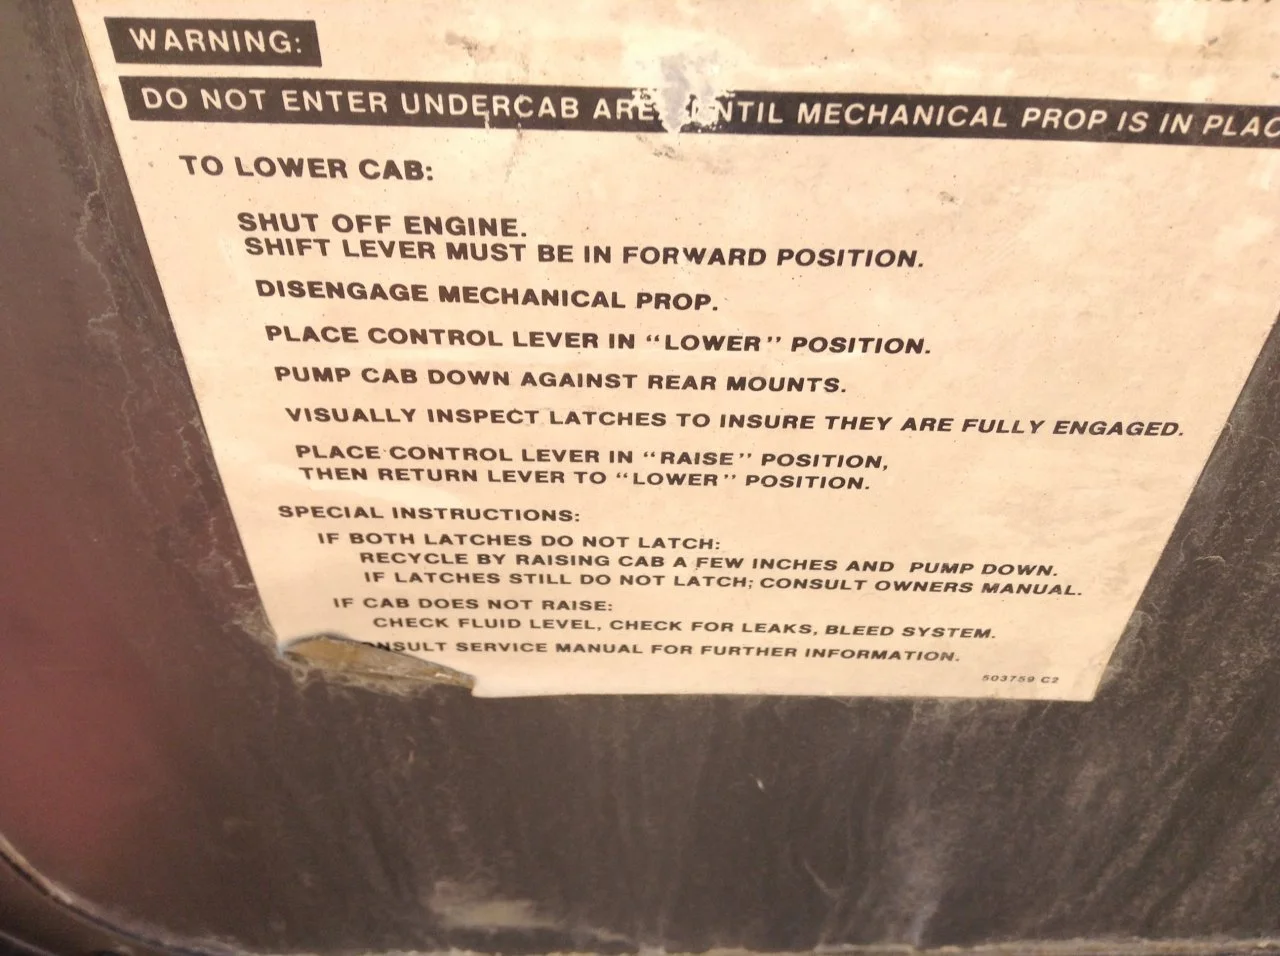 WARNING:
DO NOT ENTER UNDERCAB AREA UNTIL MECHANICAL PROP IS IN PLAC
TO LOWER CAB:
SHUT OFF ENGINE.
SHIFT LEVER MUST BE IN FORWARD POSITION.
DISENGAGE MECHANICAL PROP.
PLACE CONTROL LEVER IN “LOWER” POSITION.
PUMP CAB DOWN AGAINST REAR MOUNTS.
VISUALLY INSPECT LATCHES TO INSURE THEY ARE FULLY ENGAGED.
PLACE CONTROL LEVER IN “RAISE” POSITION,
THEN RETURN LEVER TO “LOWER” POSITION.
SPECIAL INSTRUCTIONS:
IF BOTH LATCHES DO NOT LATCH:
RECYCLE BY RAISING CAB A FEW INCHES AND PUMP DOWN.
IF LATCHES STILL DO NOT LATCH; CONSULT OWNERS MANUAL.
IF CAB DOES NOT RAISE:
CHECK FLUID LEVEL, CHECK FOR LEAKS, BLEED SYSTEM.
NSULT SERVICE MANUAL FOR FURTHER INFORMATION.
503759 C2